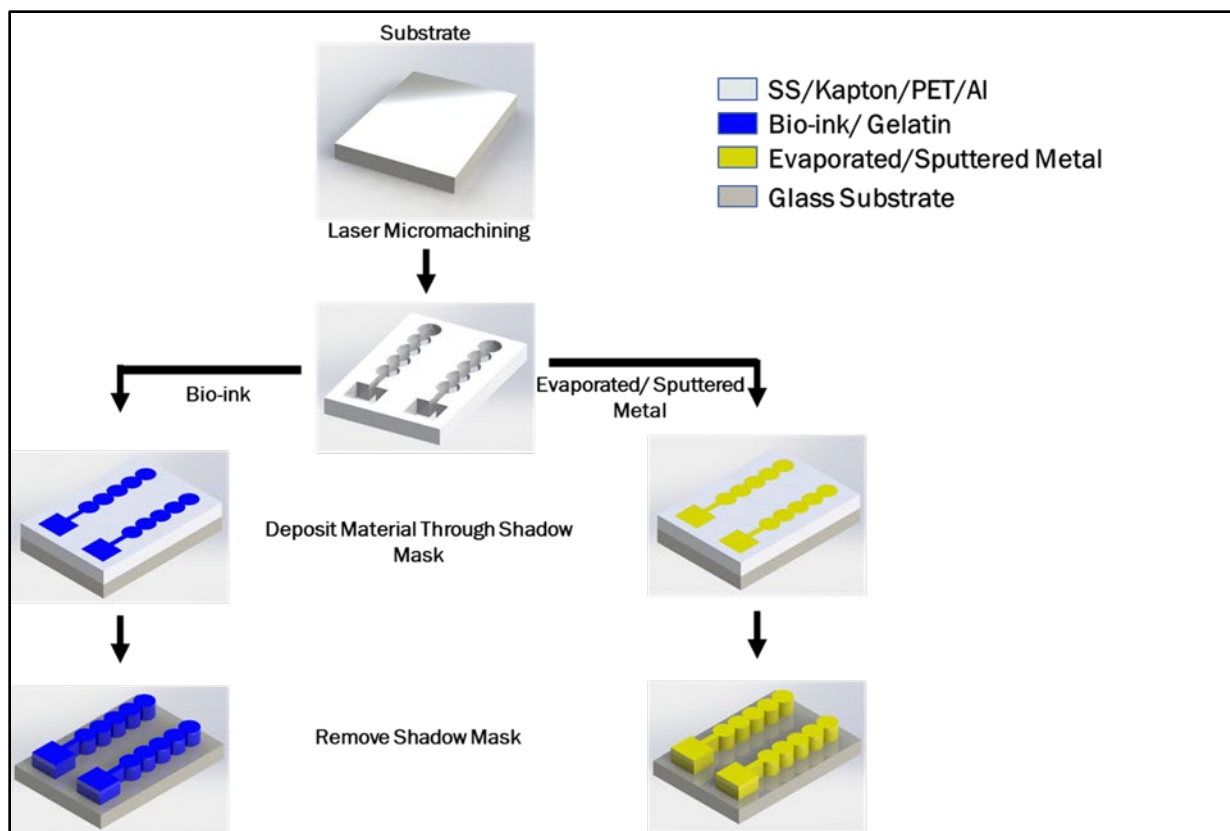 Substrate
SS/Kapton/PET/Al
Bio-ink/ Gelatin
Evaporated/Sputtered Metal
Glass Substrate
Laser Micromachining
Bio-ink
Evaporated/ Sputtered
Metal
Deposit Material Through Shadow
Mask
Remove Shadow Mask